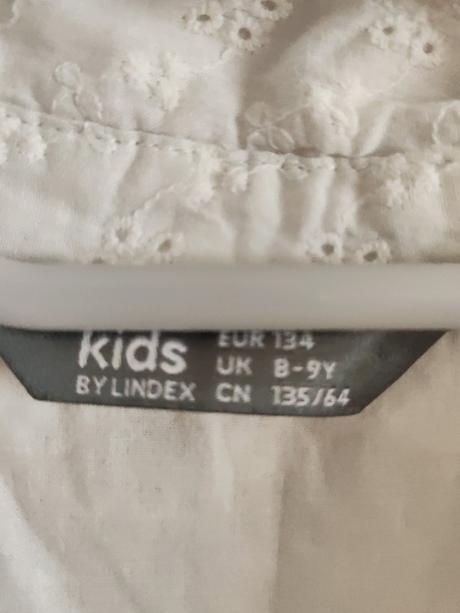 kids
BY LINDEX
EUR 134
UK 8-9Y
CN 135/64